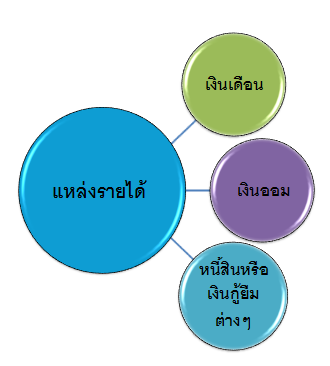 แหล่งรายได้
เงินเดือน
เงินออม
หนี้สินหรือ
เงินกู้ยืม
ต่างๆ